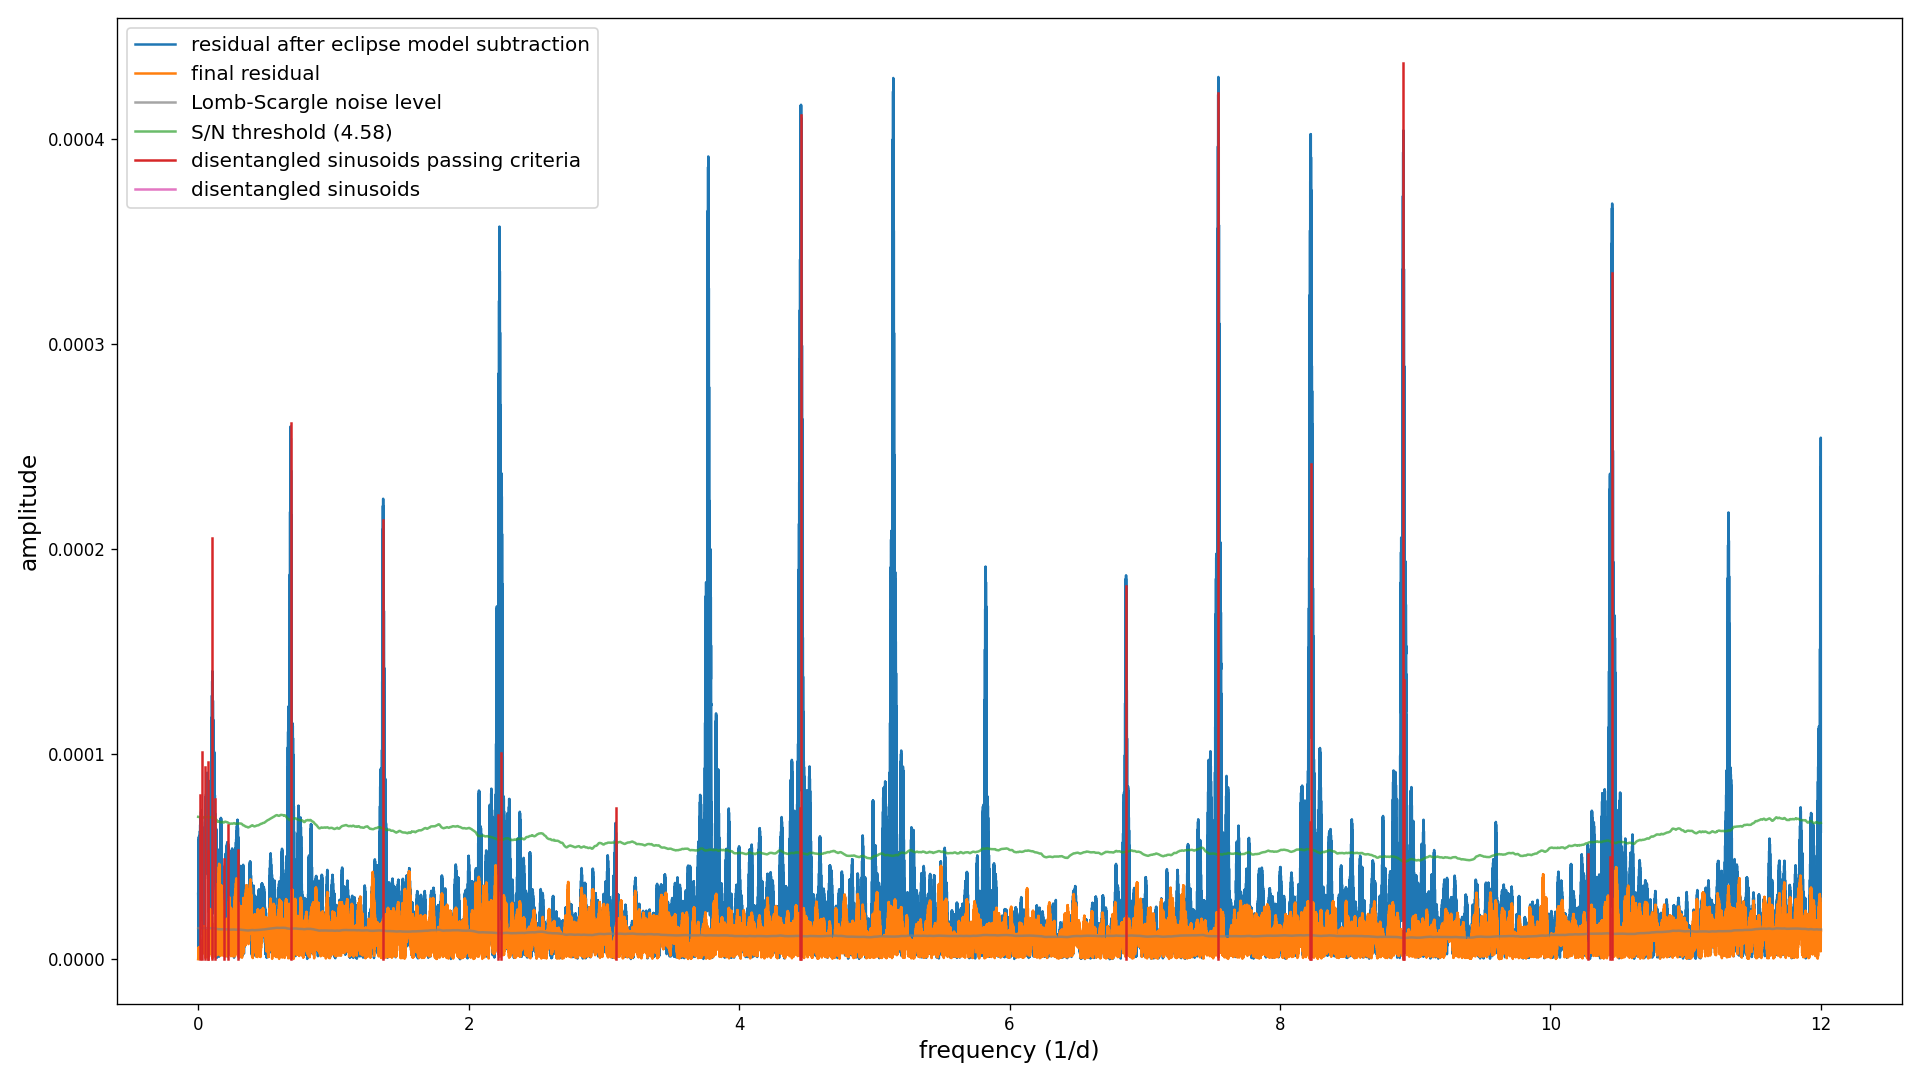 residual after eclipse model subtraction
final residual
Lomb-Scargle noise level
S/N threshold (4.58)
disentangled sinusoids passing criteria
disentangled sinusoids
amplitude
0.0004
0.0003
0.0002
0.0001
0.0000
0 2 4 6 8 10 12
frequency (1/d)